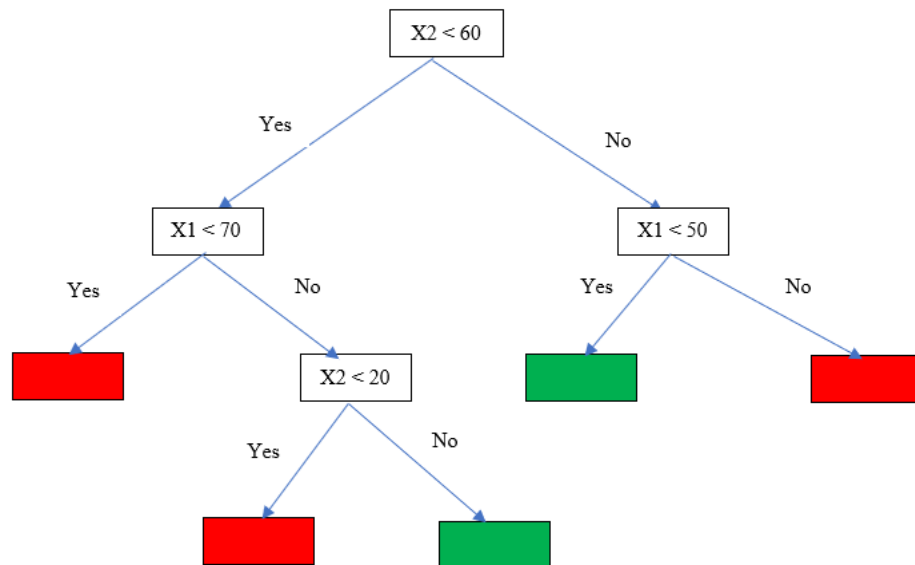 X2 < 60
Yes
No
X1 < 70
X1 < 50
Yes
No
Yes
No
X2 < 20
Yes
No